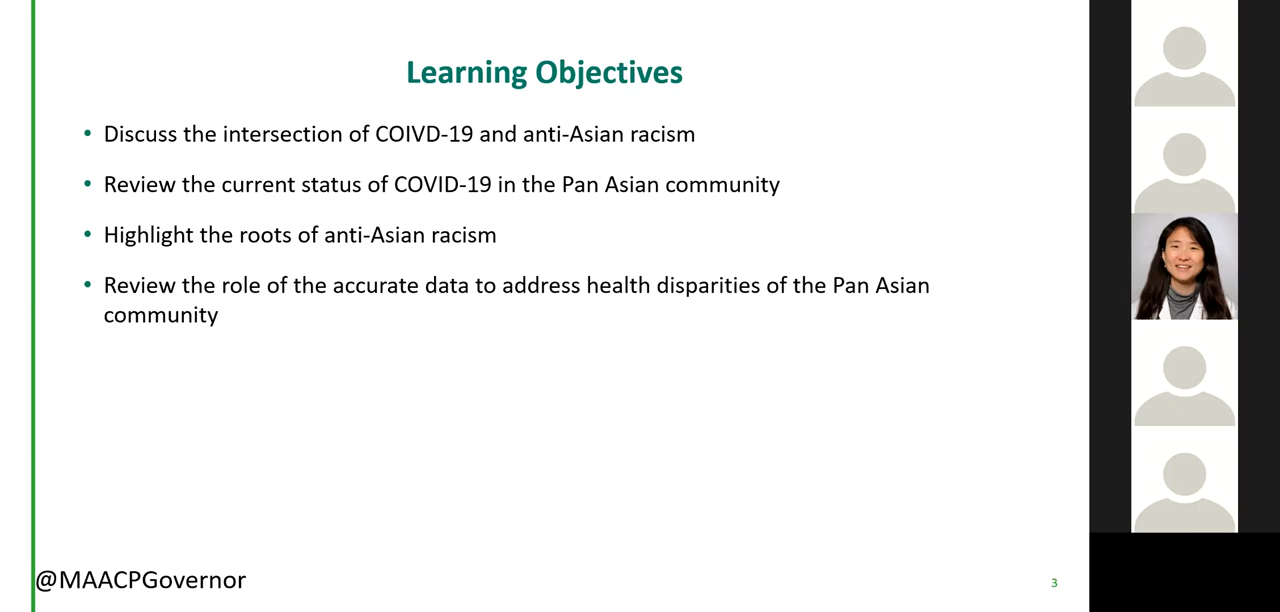 Learning Objectives
• Discuss the intersection of COIVD-19 and anti-Asian racism
• Review the current status of COVID-19 in the Pan Asian community
• Highlight the roots of anti-Asian racism
• Review the role of the accurate data to address health disparities of the Pan Asian
community
@MAACPGovernor
3